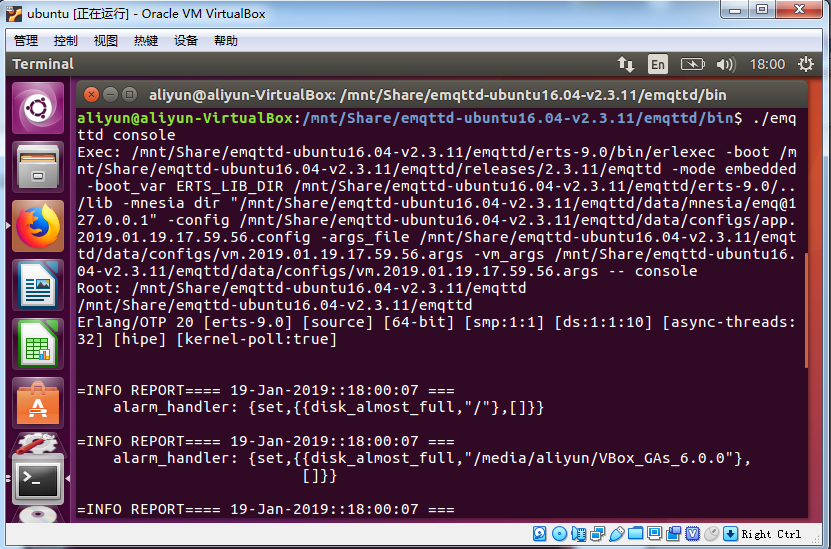 ubuntu [正在运行] - Oracle VM VirtualBox
管理 控制 视图 热键 设备 帮助
Terminal En 18:00
aliyun@aliyun-VirtualBox: /mnt/Share/emqttd-ubuntu16.04-v2.3.11/emqttd/bin
aliyun@aliyun-VirtualBox:/mnt/Share/emqttd-ubuntu16.04-v2.3.11/emqttd/bin$ ./emq
ttd console
Exec: /mnt/Share/emqttd-ubuntu16.04-v2.3.11/emqttd/erts-9.0/bin/erlexec -boot /m
nt/Share/emqttd-ubuntu16.04-v2.3.11/emqttd/releases/2.3.11/emqttd -mode embedded
 -boot_var ERTS_LIB_DIR /mnt/Share/emqttd-ubuntu16.04-v2.3.11/emqttd/erts-9.0/..
/lib -mnesia dir "/mnt/Share/emqttd-ubuntu16.04-v2.3.11/emqttd/data/mnesia/emq@1
27.0.0.1" -config /mnt/Share/emqttd-ubuntu16.04-v2.3.11/emqttd/data/configs/app.
2019.01.19.17.59.56.config -args_file /mnt/Share/emqttd-ubuntu16.04-v2.3.11/emqt
td/data/configs/vm.2019.01.19.17.59.56.args -vm_args /mnt/Share/emqttd-ubuntu16.
04-v2.3.11/emqttd/data/configs/vm.2019.01.19.17.59.56.args -- console
Root: /mnt/Share/emqttd-ubuntu16.04-v2.3.11/emqttd
/mnt/Share/emqttd-ubuntu16.04-v2.3.11/emqttd
Erlang/OTP 20 [erts-9.0] [source] [64-bit] [smp:1:1] [ds:1:1:10] [async-threads:
32] [hipe] [kernel-poll:true]
=INFO REPORT==== 19-Jan-2019::18:00:07 ===
    alarm_handler: {set,{{disk_almost_full,"/"},[]}}
=INFO REPORT==== 19-Jan-2019::18:00:07 ===
    alarm_handler: {set,{{disk_almost_full,"/media/aliyun/VBox_GAs_6.0.0"},
                         []}}
=INFO REPORT==== 19-Jan-2019::18:00:07 ===
Right Ctrl